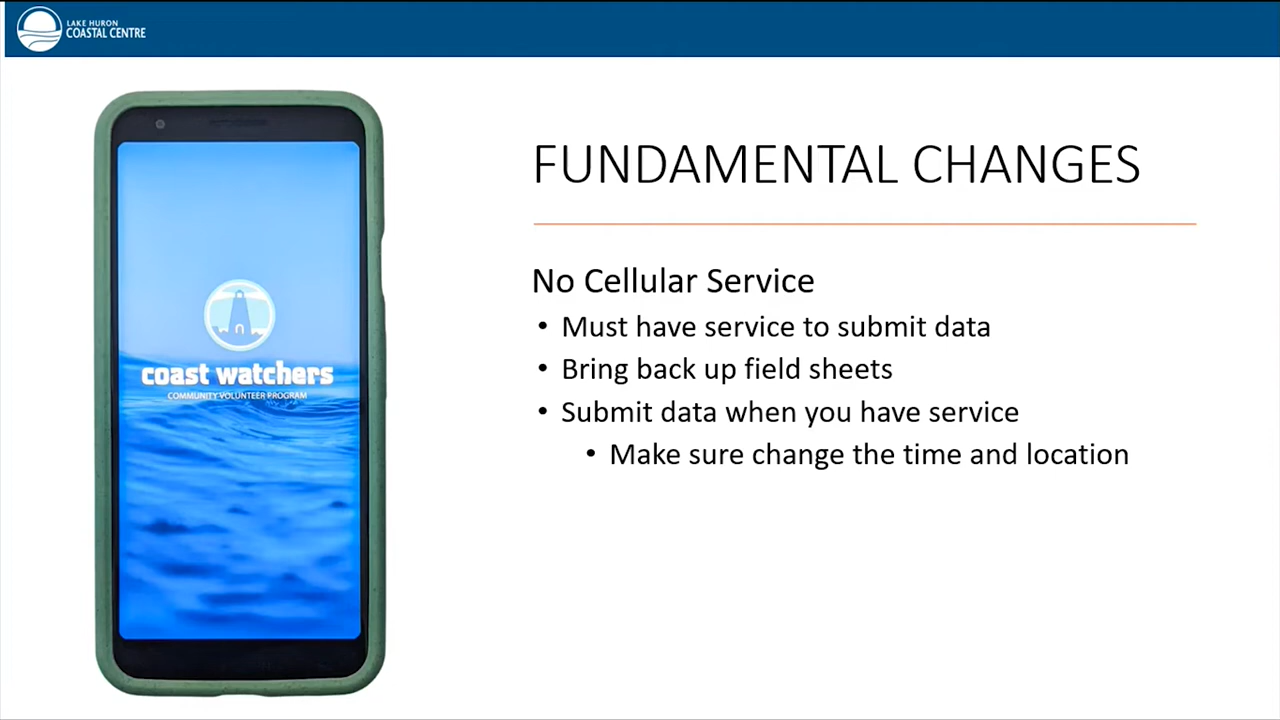 LAKE HURON
COASTAL CENTRE
FUNDAMENTAL CHANGES
No Cellular Service
• Must have service to submit data
• Bring back up field sheets
• Submit data when you have service
• Make sure change the time and location
coast watchers
COMMUNITY VOLUNTEER PROGRAM